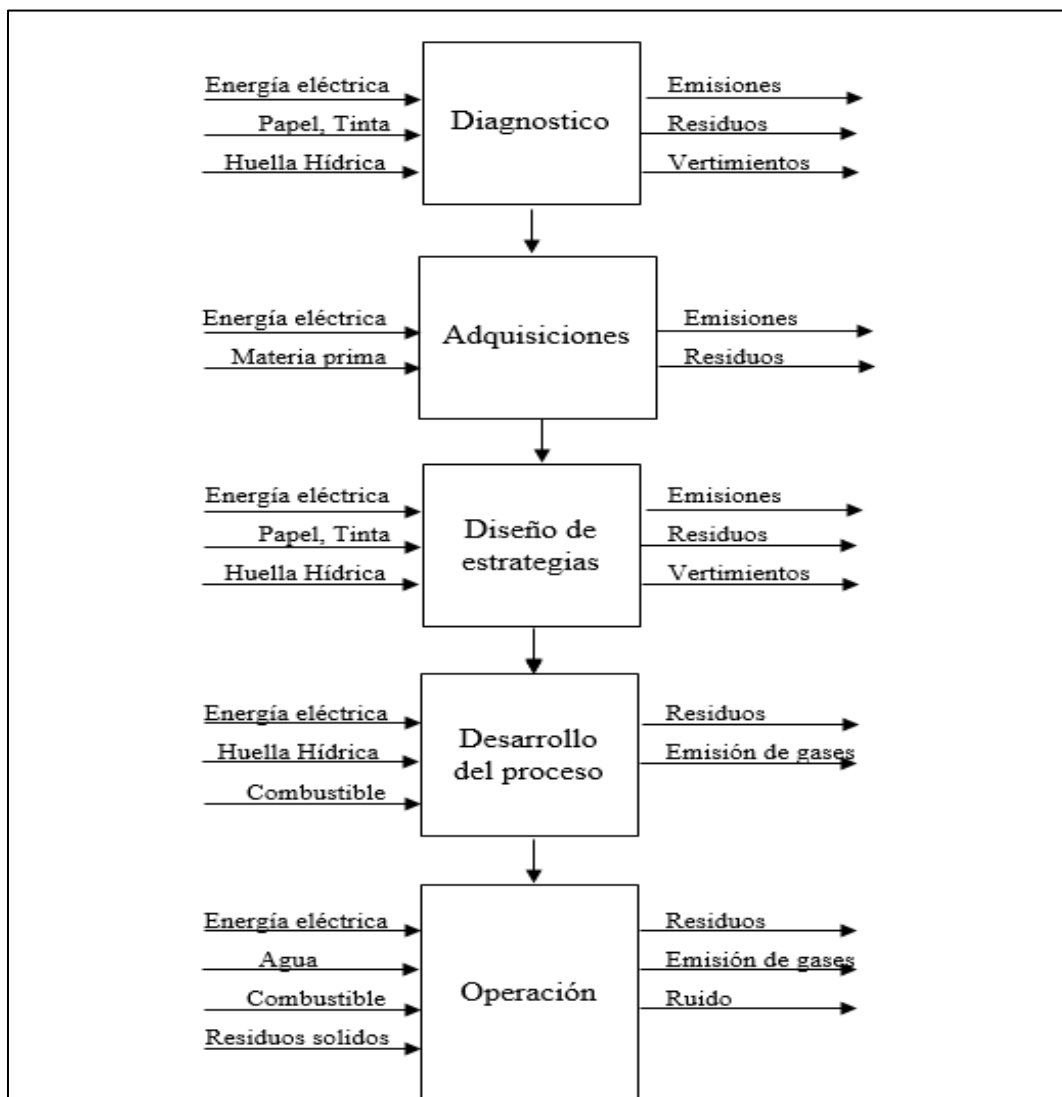 Energía eléctrica
Papel, Tinta
Huella Hídrica
Diagnostico
Emisiones
Residuos
Vertimientos
Energía eléctrica
Materia prima
Adquisiciones
Emisiones
Residuos
Energía eléctrica
Papel, Tinta
Huella Hídrica
Diseño de
estrategias
Emisiones
Residuos
Vertimientos
Energía eléctrica
Huella Hídrica
Combustible
Desarrollo
del proceso
Residuos
Emisión de gases
Energía eléctrica
Agua
Combustible
Residuos solidos
Operación
Residuos
Emisión de gases
Ruido